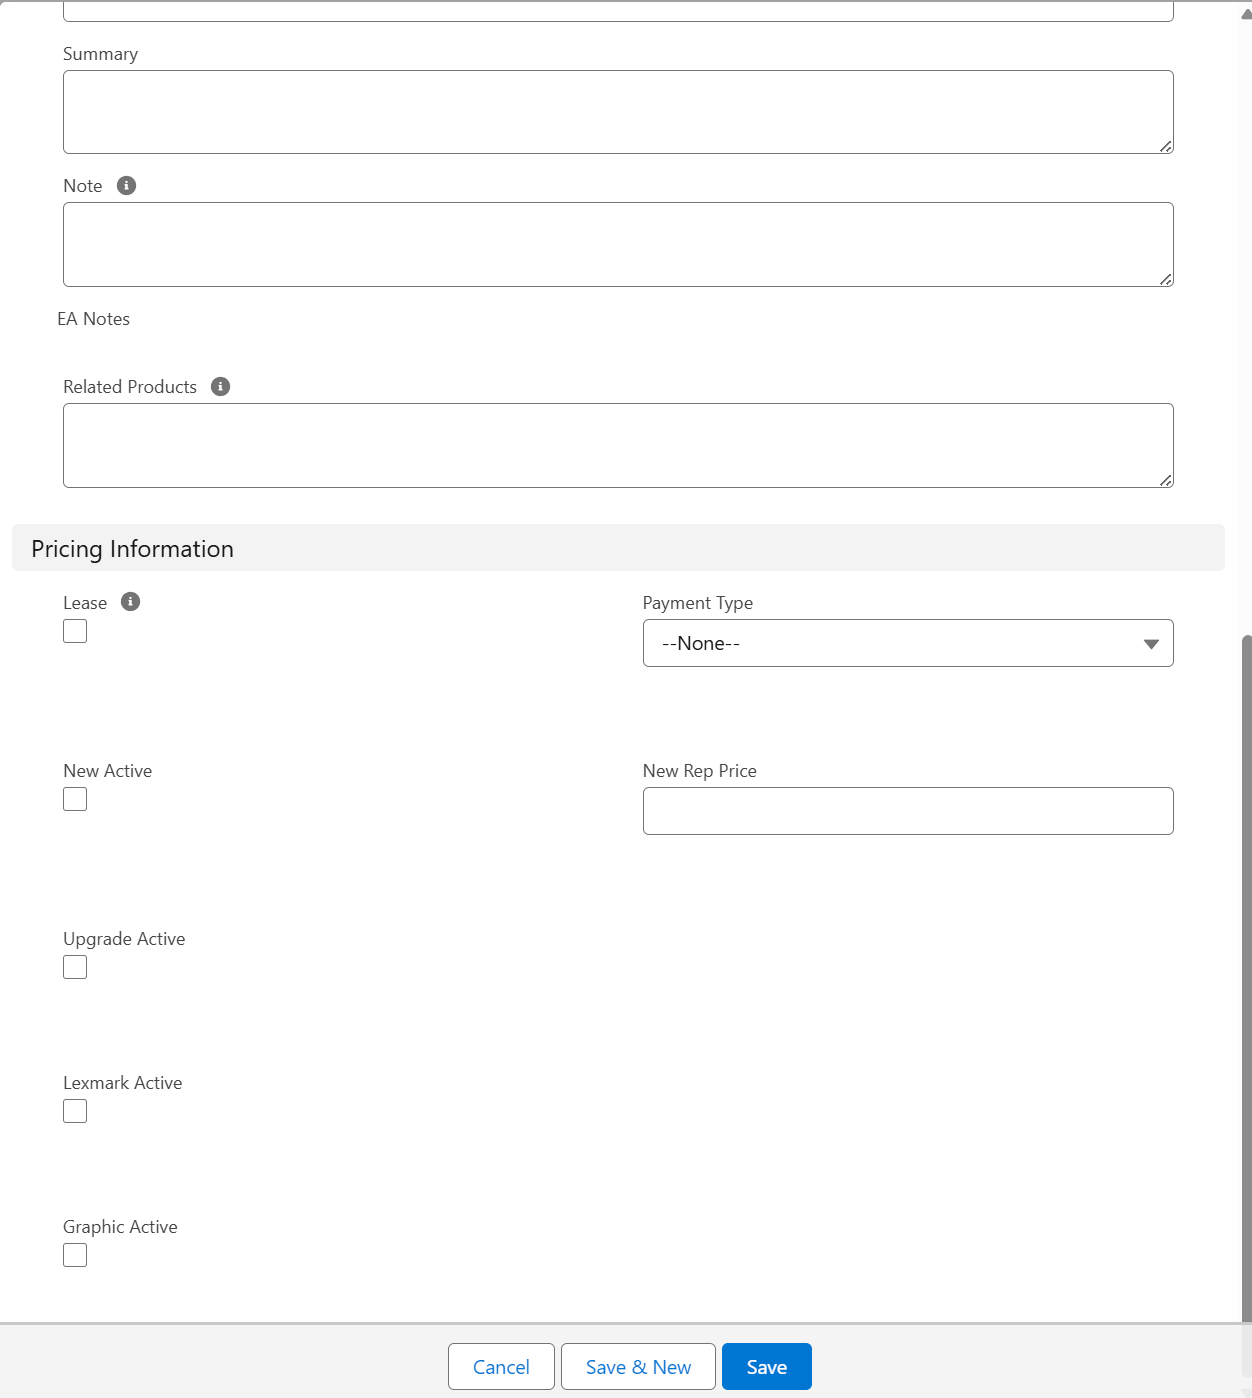 Summary
Note
EA Notes
Related Products
Pricing Information
Lease
Payment Type
--None--
New Active
New Rep Price
Upgrade Active
Lexmark Active
Graphic Active
Cancel
Save & New
Save